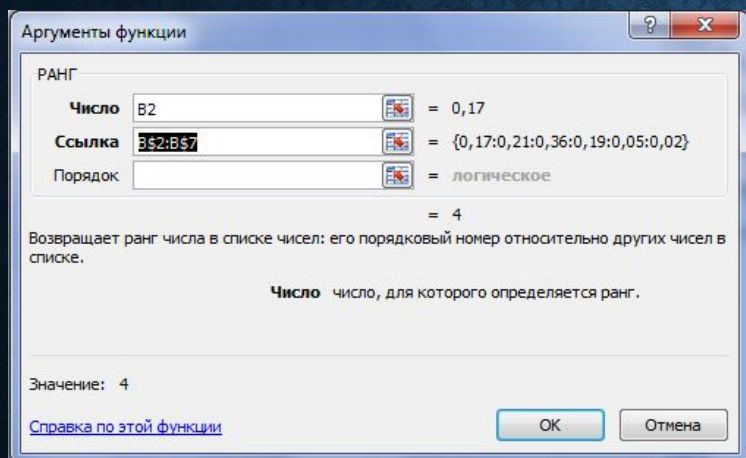 Аргументы функции
РАНГ
Число B2 = 0,17
Ссылка B$2:B$7 = {0,17:0,21:0,36:0,19:0,05:0,02}
Порядок = логическое
= 4
Возвращает ранг числа в списке чисел: его порядковый номер относительно других чисел в
списке.
Число число, для которого определяется ранг.
Значение: 4
Справка по этой функции
OK
Отмена